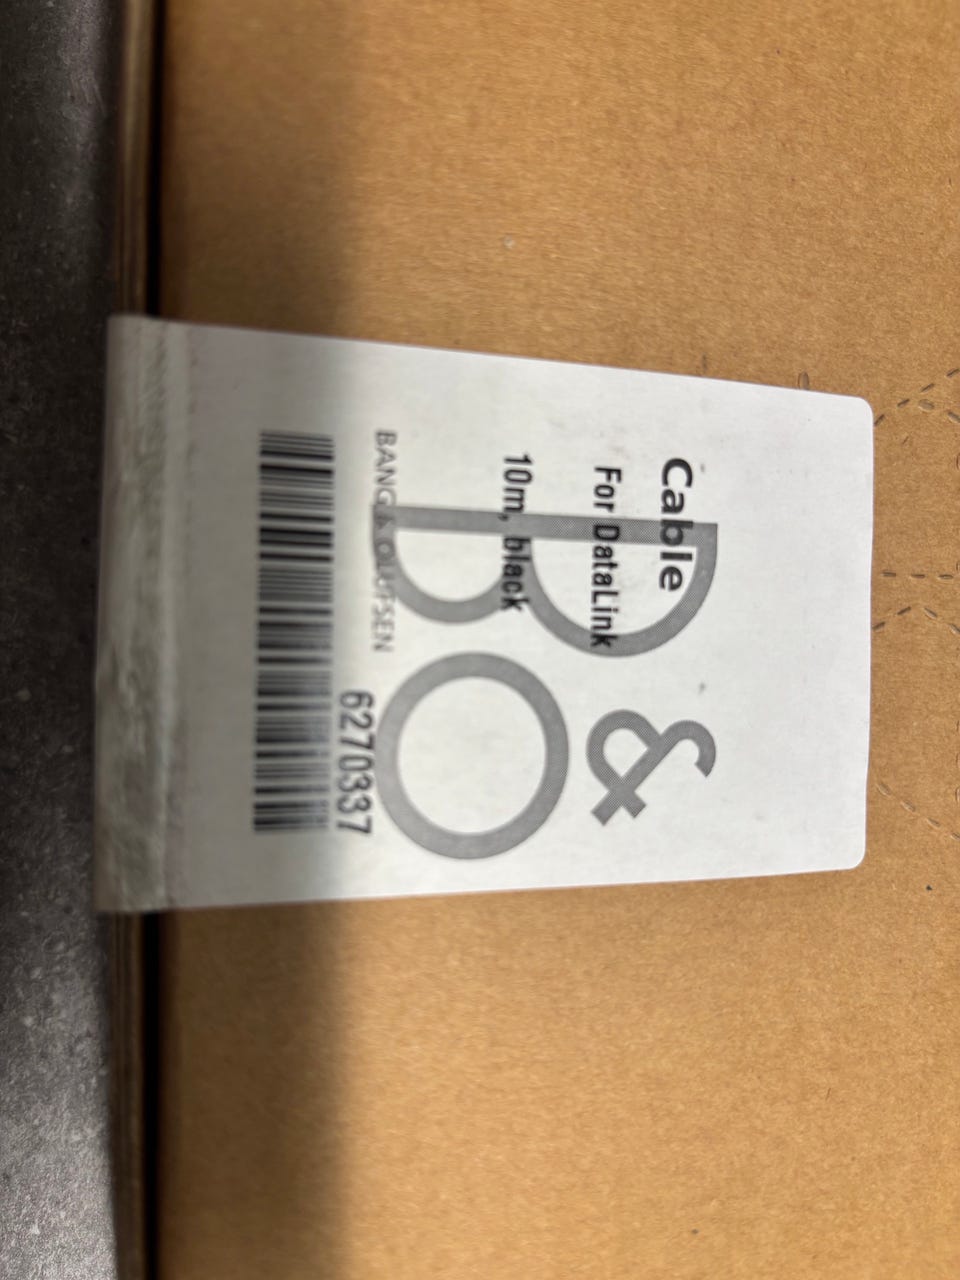 Cable
For DataLink
10m, black
B&O
BANG & OLUFSEN
6270337